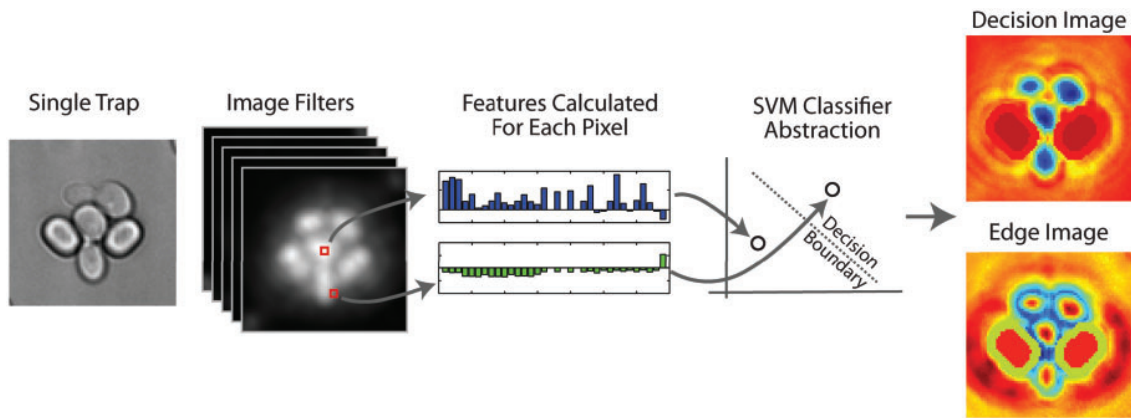 Single Trap
Image Filters
Features Calculated
For Each Pixel
SVM Classifier
Abstraction
Decision
Boundary
Decision Image
Edge Image